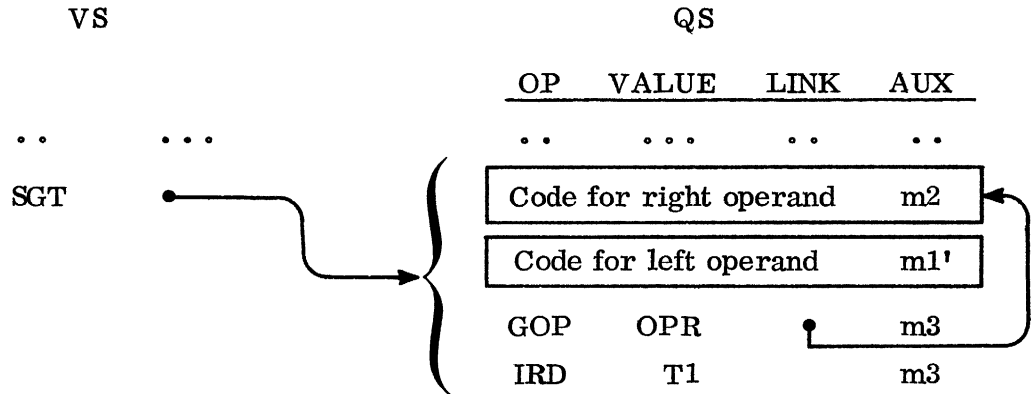 VS QS
OP VALUE LINK AUX
.. ... .. ... .. ..
SGT Code for right operand m2
Code for left operand m1'
GOP OPR m3
IRD T1 m3